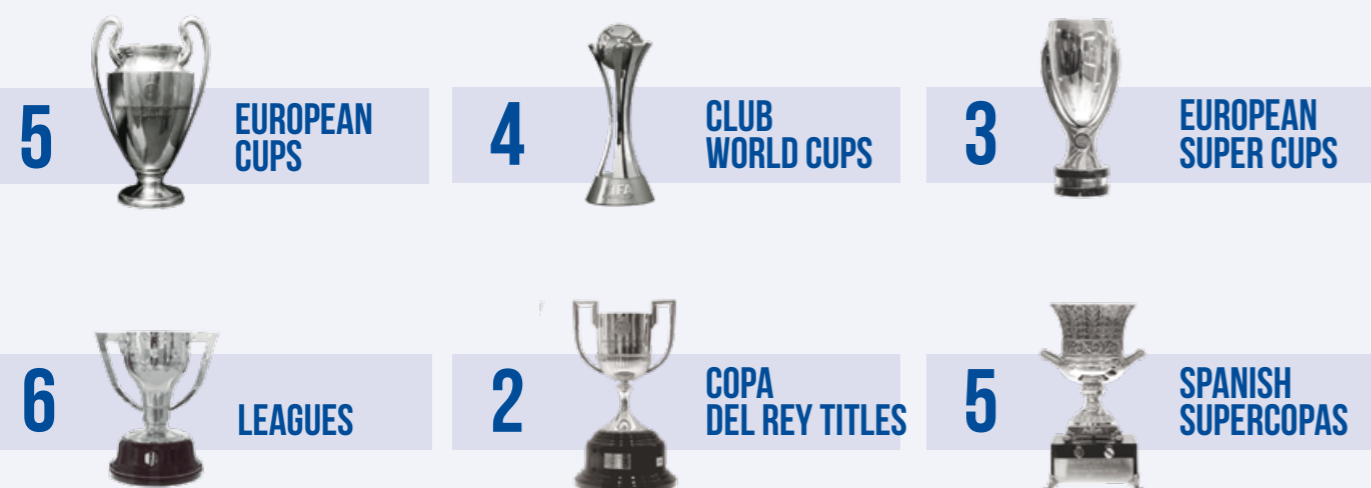 5
EUROPEAN
CUPS
4
CLUB
WORLD CUPS
FIFA
3
EUROPEAN
SUPER CUPS
6
LEAGUES
2
COPA
DEL REY TITLES
5
SPANISH
SUPERCOPAS